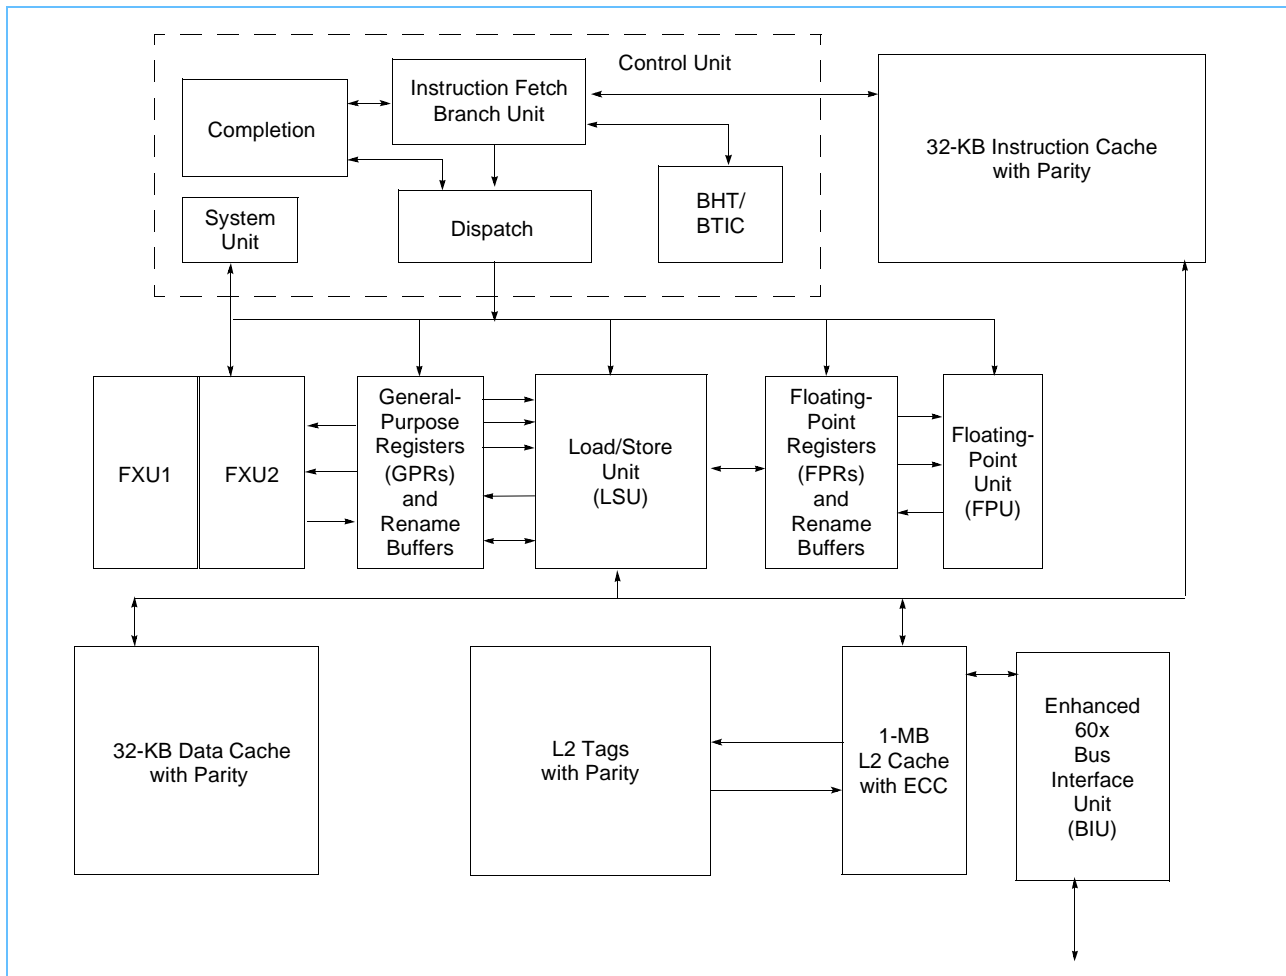 Control Unit
Instruction Fetch
Branch Unit
Completion
32-KB Instruction Cache
with Parity
System
Unit
Dispatch
BHT/
BTIC
FXU1
FXU2
General-
Purpose
Registers
(GPRs)
and
Rename
Buffers
Load/Store
Unit
(LSU)
Floating-
Point
Registers
(FPRs)
and
Rename
Buffers
Floating-
Point
Unit
(FPU)
32-KB Data Cache
with Parity
L2 Tags
with Parity
1-MB
L2 Cache
with ECC
Enhanced
60x
Bus
Interface
Unit
(BIU)